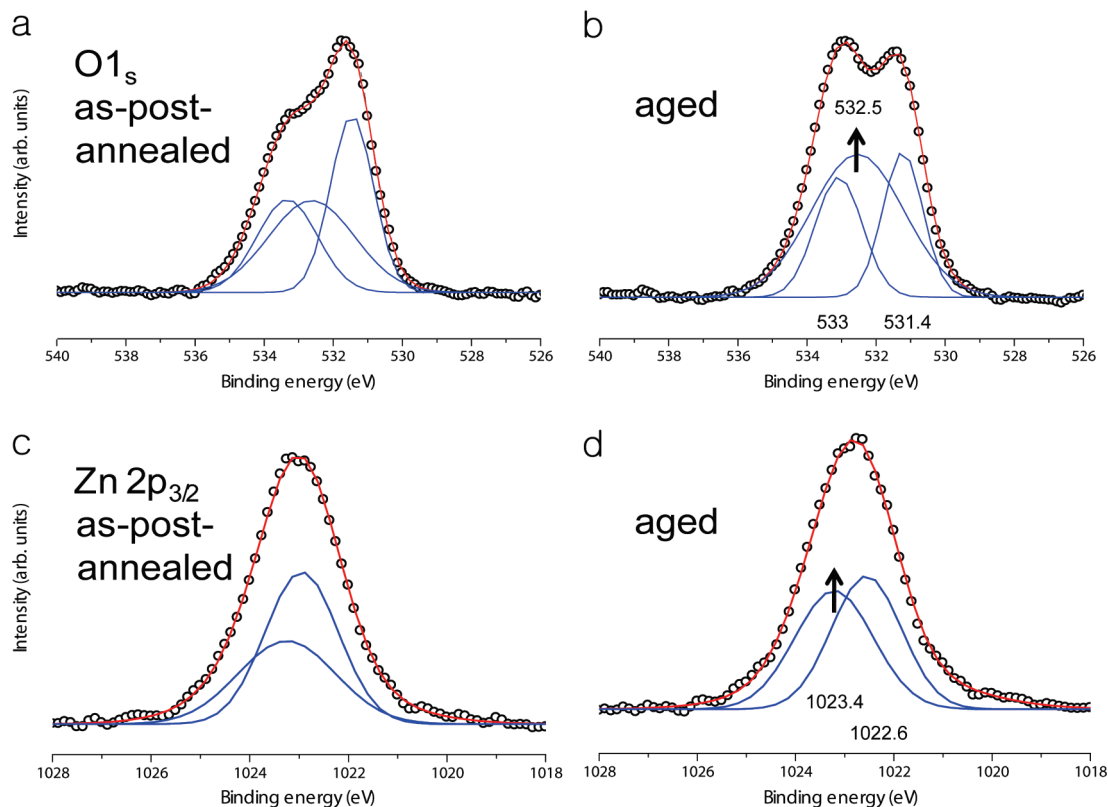 a
O1s
as-post-
annealed
Intensity (arb. units)
540 538 536 534 532 530 528 526
Binding energy (eV)
b
aged
532.5
533
531.4
540 538 536 534 532 530 528 526
Binding energy (eV)
c
Zn 2p3/2
as-post-
annealed
Intensity (arb. units)
1028 1026 1024 1022 1020 1018
Binding energy (eV)
d
aged
1023.4
1022.6
1028 1026 1024 1022 1020 1018
Binding energy (eV)